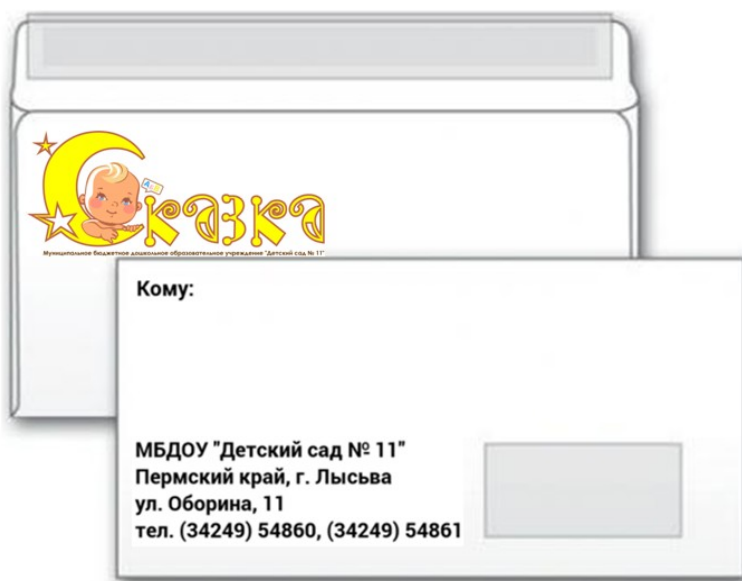 Сказка
Муниципальное бюджетное дошкольное образовательное учреждение "Детский сад № 11"
Кому:
МБДОУ "Детский сад № 11"
Пермский край, г. Лысьва
ул. Оборина, 11
тел. (34249) 54860, (34249) 54861